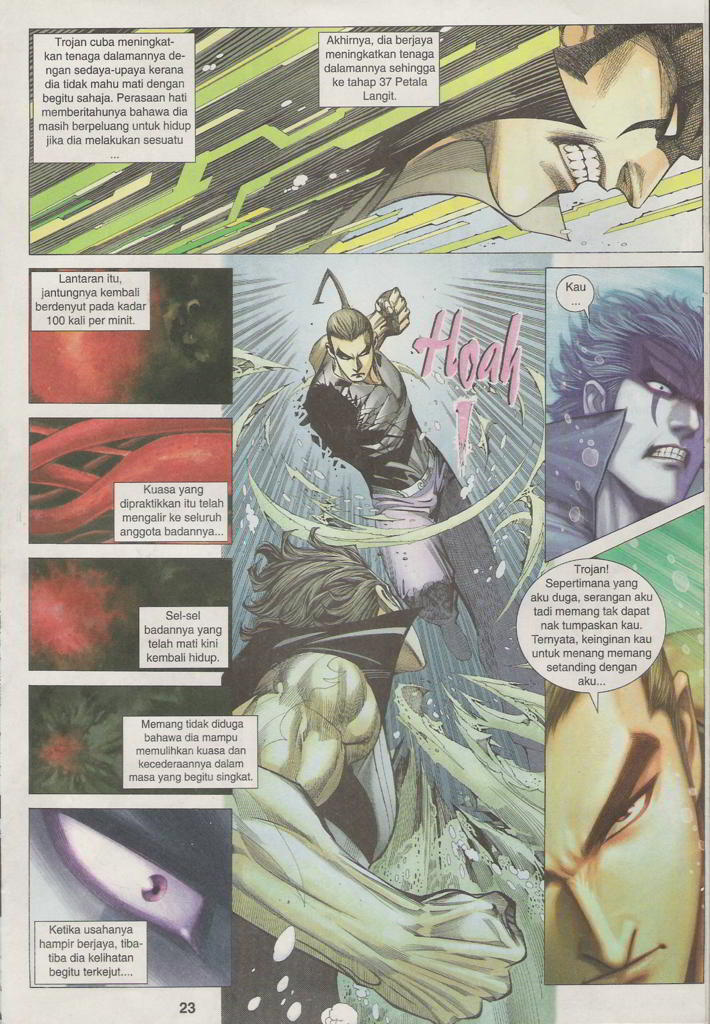 Trojan cuba meningkat-
kan tenaga dalamannya de-
ngan sedaya-upaya kerana
dia tidak mahu mati dengan
begitu sahaja. Perasaan hati
memberitahunya bahawa dia
masih berpeluang untuk hidup
jika dia melakukan sesuatu
...
Akhirnya, dia berjaya
meningkatkan tenaga
dalamannya sehingga
ke tahap 37 Petala
Langit.
Lantaran itu,
jantungnya kembali
berdenyut pada kadar
100 kali per minit.
Kuasa yang
dipraktikkan itu telah
mengalir ke seluruh
anggota badannya...
Sel-sel
badannya yang
telah mati kini
kembali hidup.
Memang tidak diduga
bahawa dia mampu
memulihkan kuasa dan
kecederaannya dalam
masa yang begitu singkat.
Ketika usahanya
hampir berjaya, tiba-
tiba dia kelihatan
begitu terkejut....
Hoah
!
Kau
...
Trojan!
Sepertimana yang
aku duga, serangan aku
tadi memang tak dapat
nak tumpaskan kau.
Ternyata, keinginan kau
untuk menang memang
setanding dengan
aku...
23